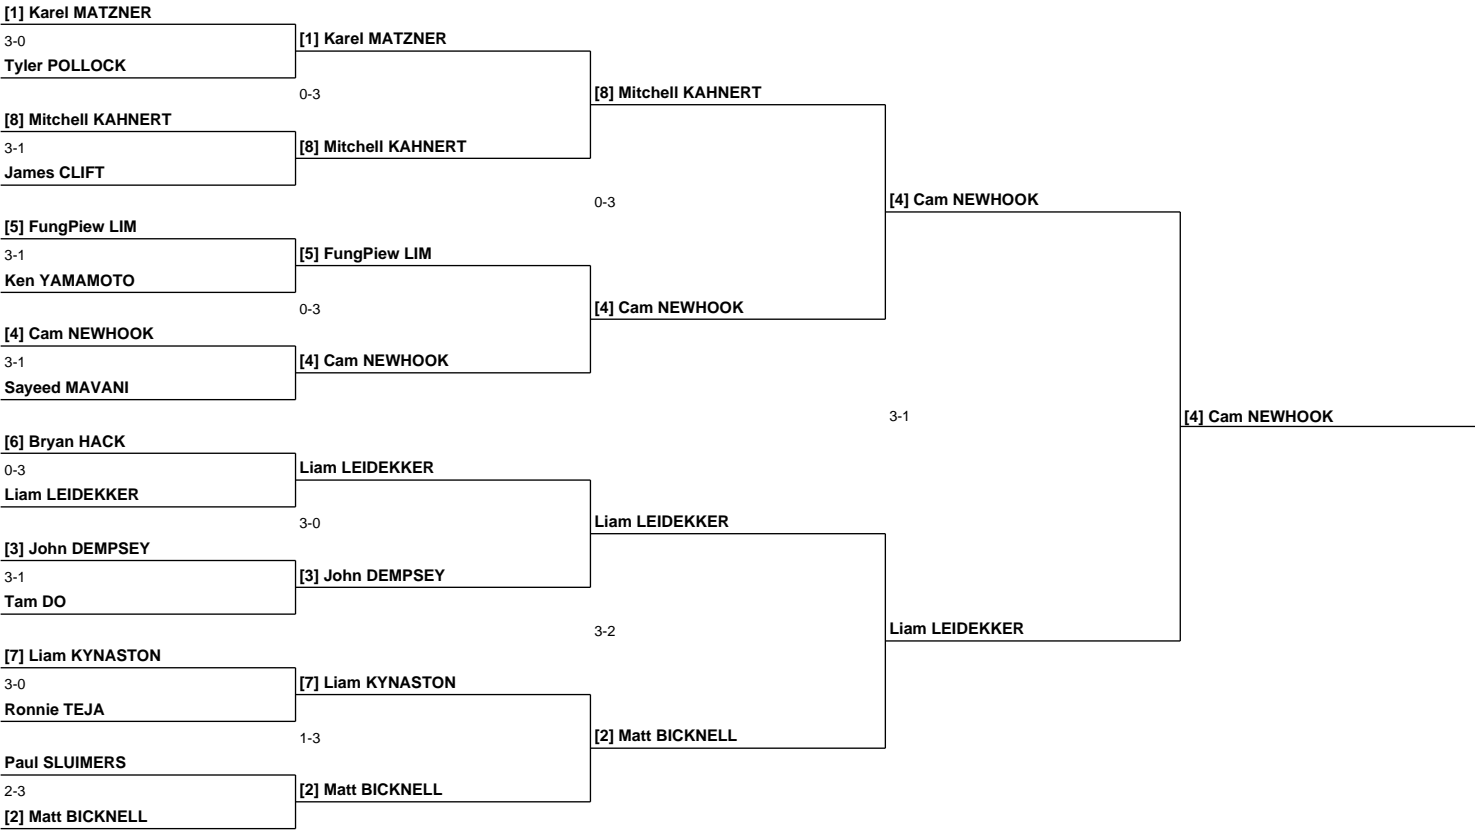 [1] Karel MATZNER
3-0
Tyler POLLOCK
[8] Mitchell KAHNERT
3-1
James CLIFT
[5] FungPiew LIM
3-1
Ken YAMAMOTO
[4] Cam NEWHOOK
3-1
Sayeed MAVANI
[6] Bryan HACK
0-3
Liam LEIDEKKER
[3] John DEMPSEY
3-1
Tam DO
[7] Liam KYNASTON
3-0
Ronnie TEJA
Paul SLUIMERS
2-3
[2] Matt BICKNELL
[1] Karel MATZNER
0-3
[8] Mitchell KAHNERT
[5] FungPiew LIM
0-3
[4] Cam NEWHOOK
Liam LEIDEKKER
3-0
[3] John DEMPSEY
[7] Liam KYNASTON
1-3
[2] Matt BICKNELL
[8] Mitchell KAHNERT
0-3
[4] Cam NEWHOOK
Liam LEIDEKKER
3-2
[2] Matt BICKNELL
[4] Cam NEWHOOK
3-1
Liam LEIDEKKER
[4] Cam NEWHOOK